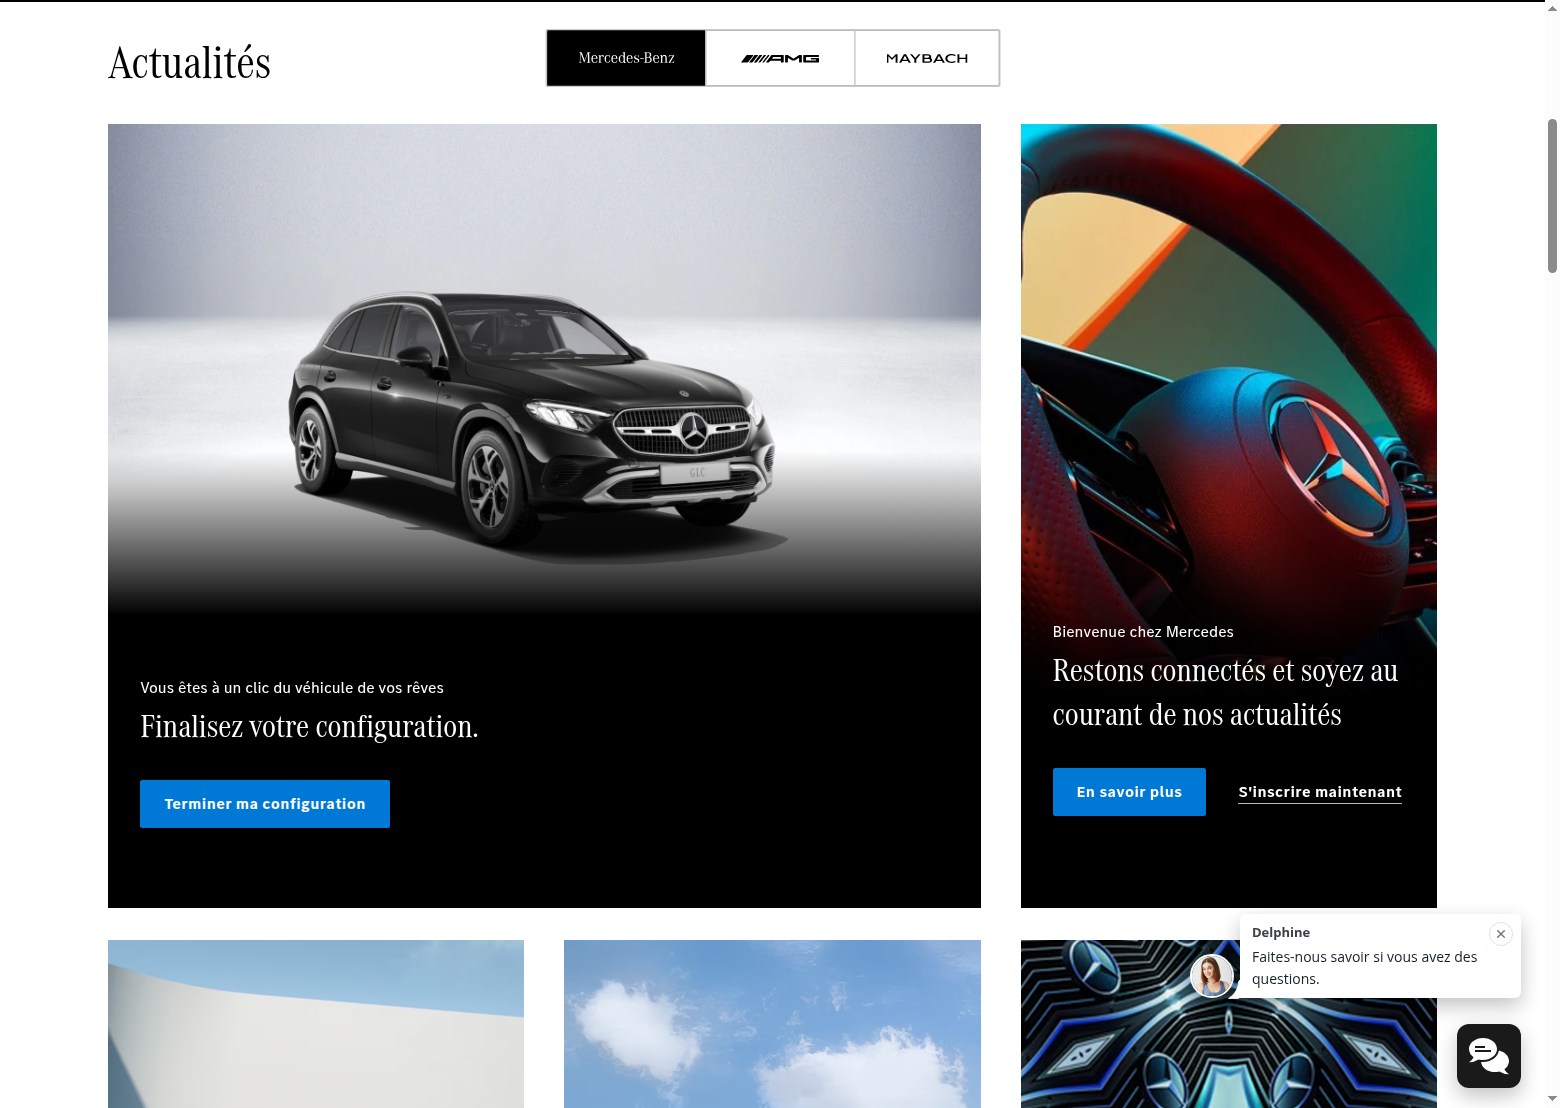 Actualités
Mercedes-Benz
AMG
MAYBACH
GLC
Vous êtes à un clic du véhicule de vos rêves
Finalisez votre configuration.
Terminer ma configuration
Bienvenue chez Mercedes
Restons connectés et soyez au
courant de nos actualités
En savoir plus
S'inscrire maintenant
Delphine
Faites-nous savoir si vous avez des
questions.